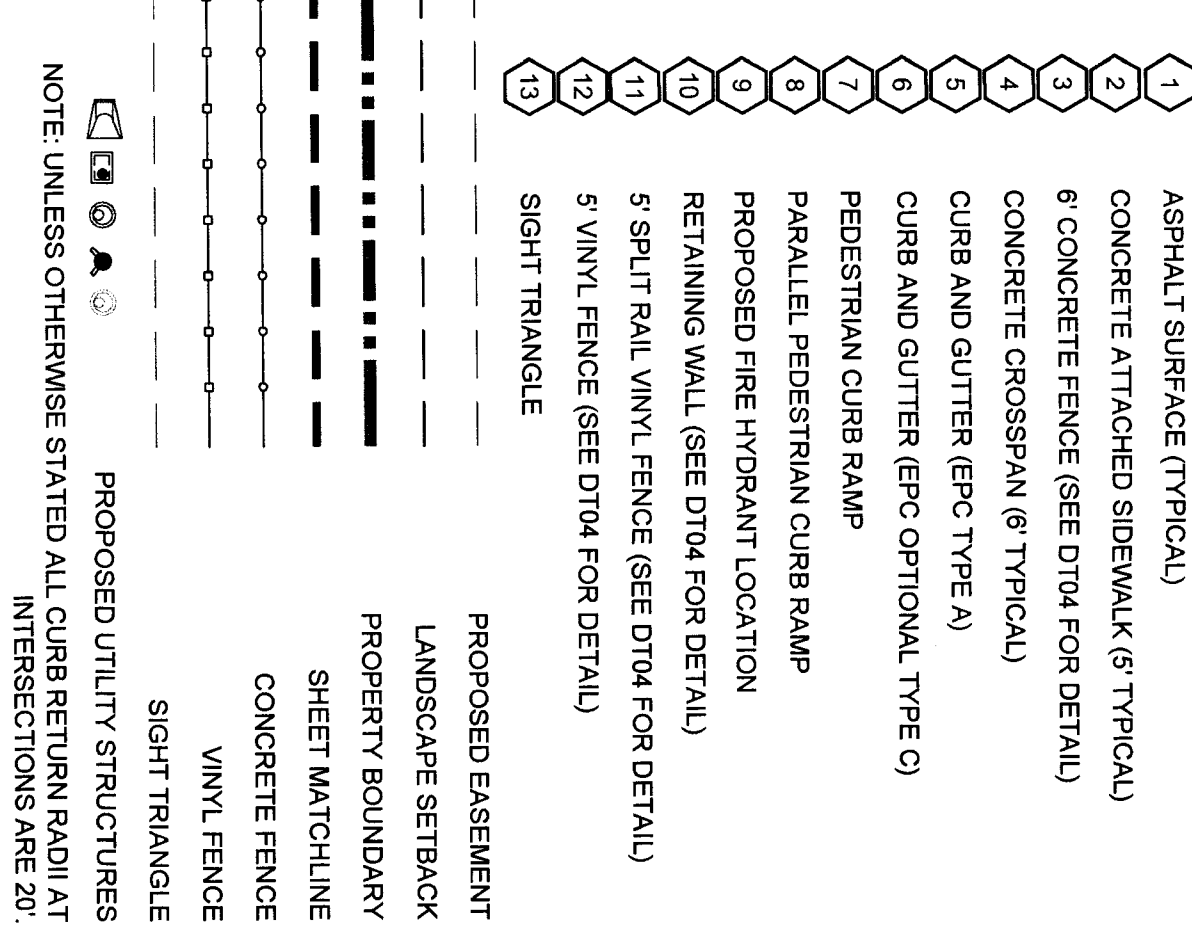 1 ASPHALT SURFACE (TYPICAL)
2 CONCRETE ATTACHED SIDEWALK (5' TYPICAL)
3 6' CONCRETE FENCE (SEE DT04 FOR DETAIL)
4 CONCRETE CROSSPAN (6' TYPICAL)
5 CURB AND GUTTER (EPC TYPE A)
6 CURB AND GUTTER (EPC OPTIONAL TYPE C)
7 PEDESTRIAN CURB RAMP
8 PARALLEL PEDESTRIAN CURB RAMP
9 PROPOSED FIRE HYDRANT LOCATION
10 RETAINING WALL (SEE DT04 FOR DETAIL)
11 5' SPLIT RAIL VINYL FENCE (SEE DT04 FOR DETAIL)
12 5' VINYL FENCE (SEE DT04 FOR DETAIL)
13 SIGHT TRIANGLE
PROPOSED EASEMENT
LANDSCAPE SETBACK
PROPERTY BOUNDARY
SHEET MATCHLINE
CONCRETE FENCE
VINYL FENCE
SIGHT TRIANGLE
PROPOSED UTILITY STRUCTURES
NOTE: UNLESS OTHERWISE STATED ALL CURB RETURN RADII AT
INTERSECTIONS ARE 20'.